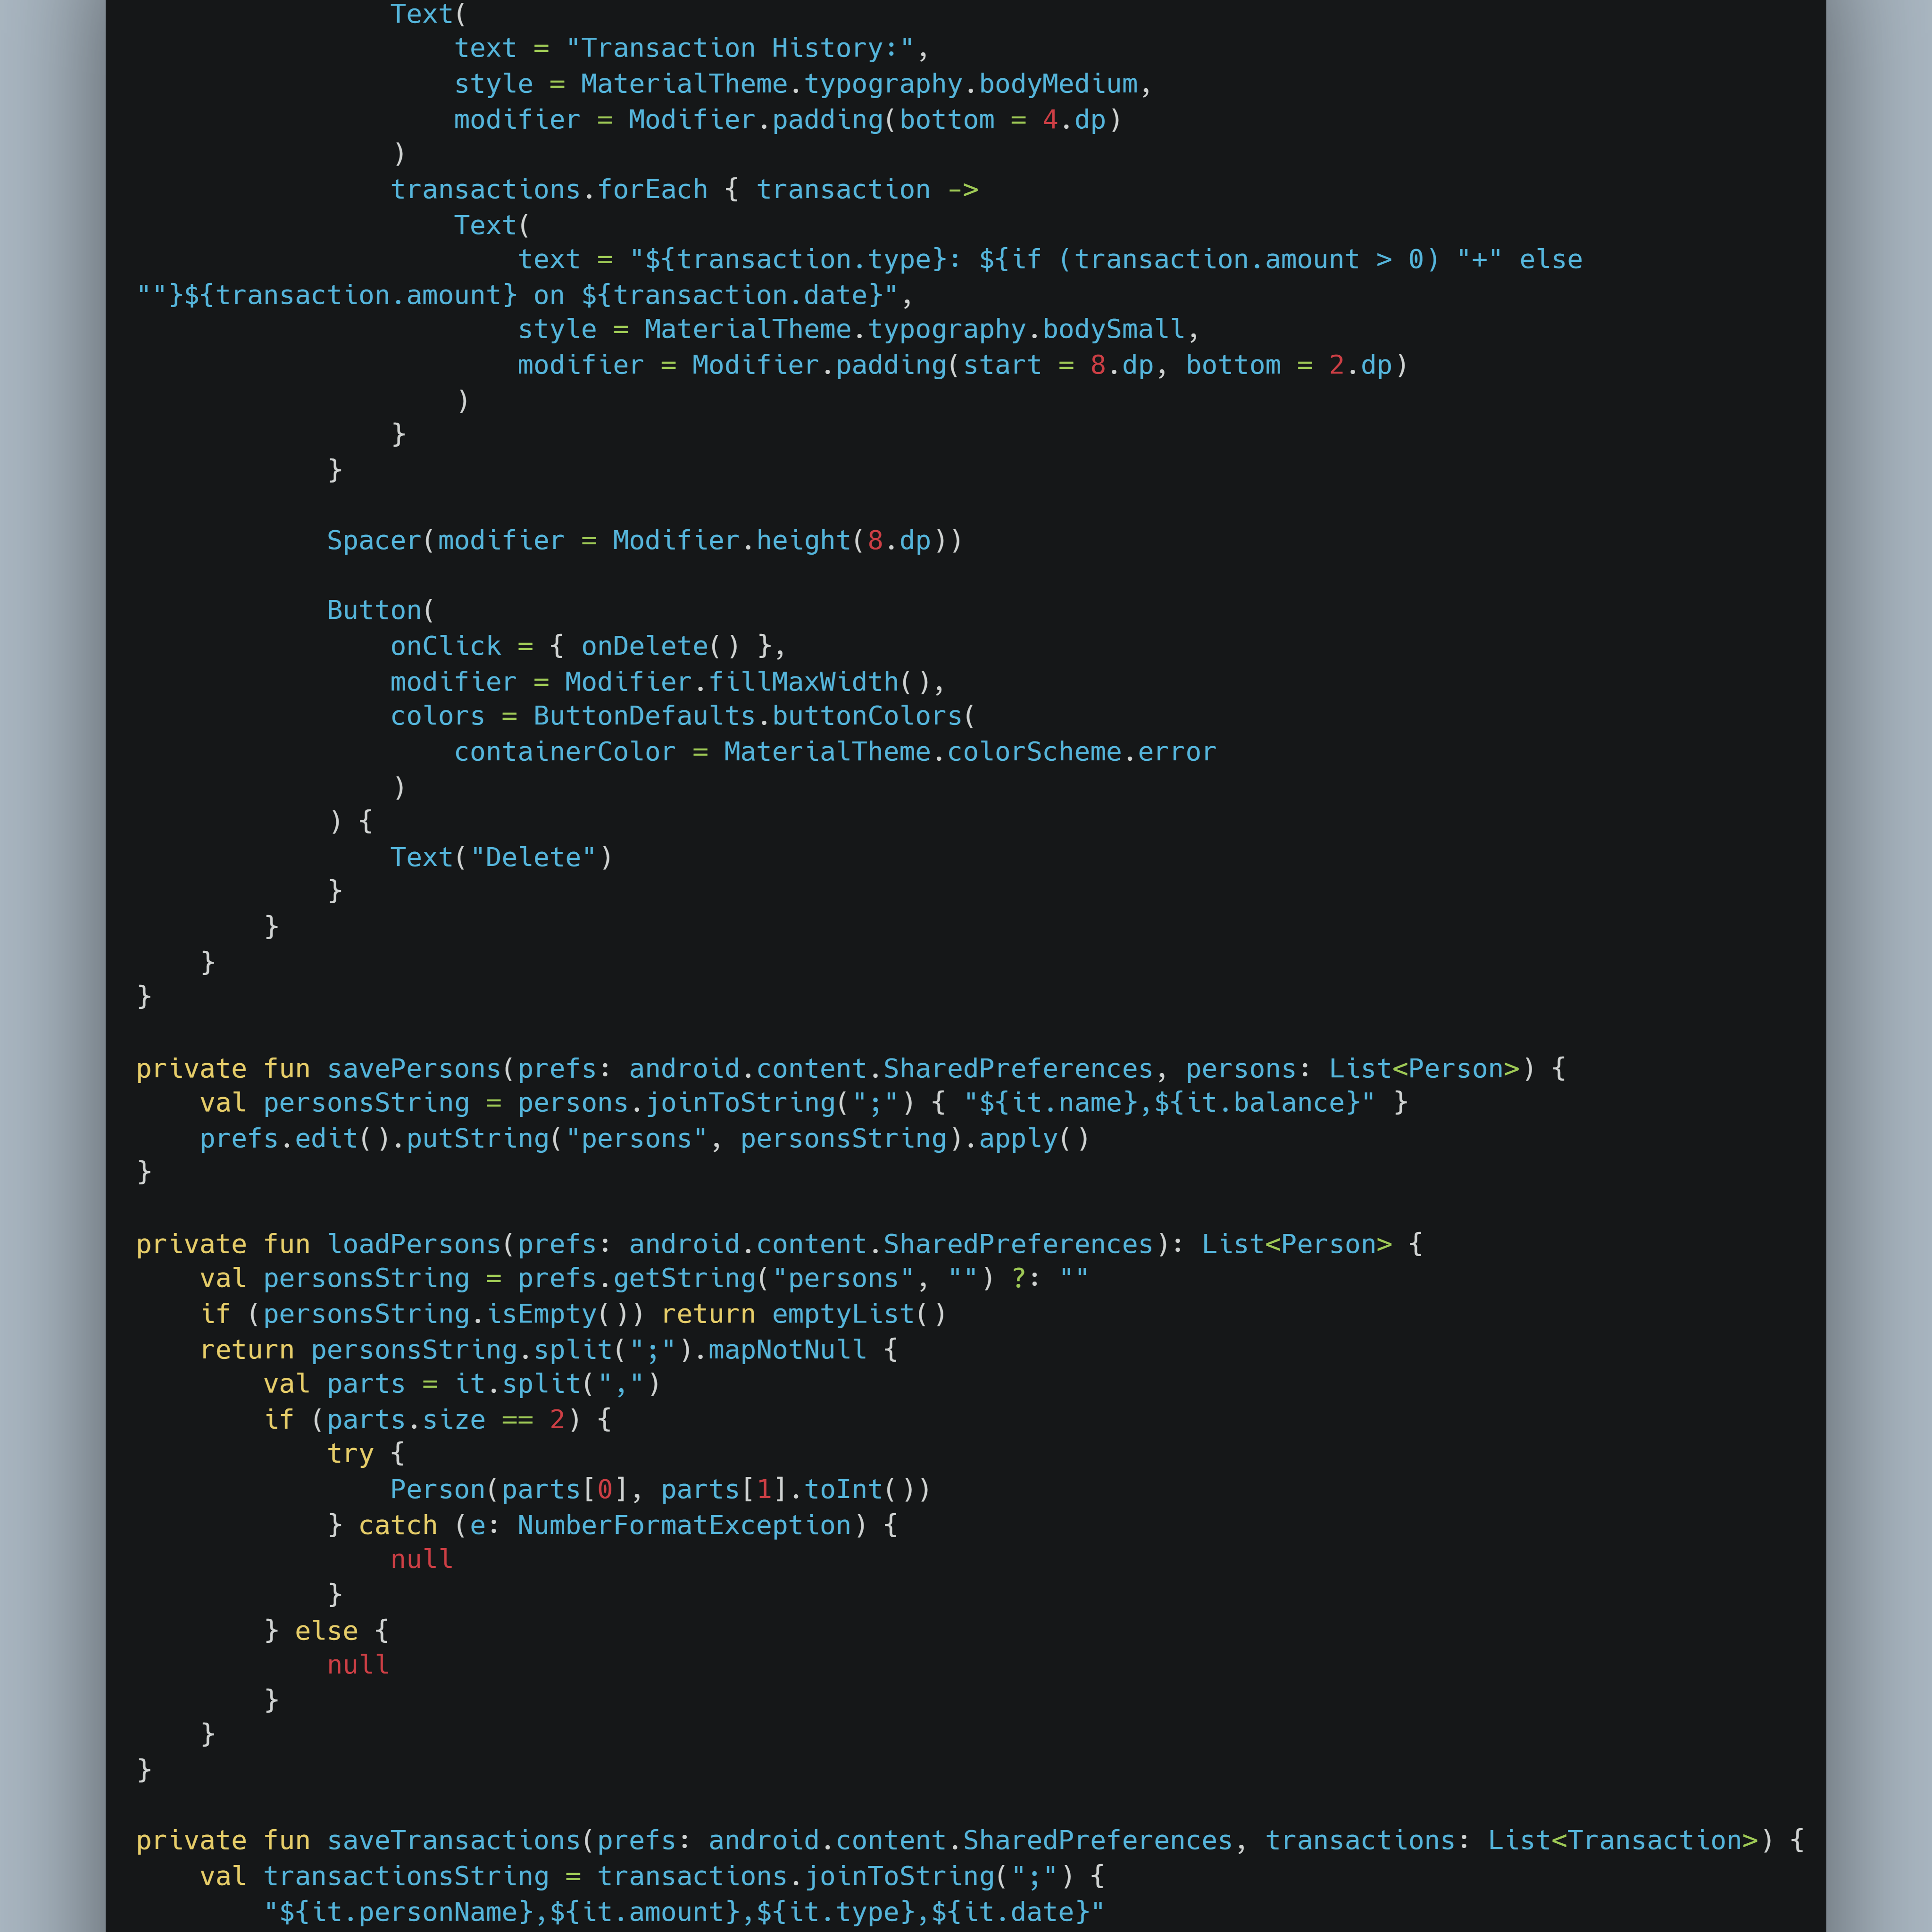 Text(
                    text = "Transaction History:",
                    style = MaterialTheme.typography.bodyMedium,
                    modifier = Modifier.padding(bottom = 4.dp)
                )
                transactions.forEach { transaction ->
                    Text(
                        text = "${transaction.type}: ${if (transaction.amount > 0) "+" else
""}${transaction.amount} on ${transaction.date}",
                        style = MaterialTheme.typography.bodySmall,
                        modifier = Modifier.padding(start = 8.dp, bottom = 2.dp)
                    )
                }
            }

            Spacer(modifier = Modifier.height(8.dp))

            Button(
                onClick = { onDelete() },
                modifier = Modifier.fillMaxWidth(),
                colors = ButtonDefaults.buttonColors(
                    containerColor = MaterialTheme.colorScheme.error
                )
            ) {
                Text("Delete")
            }
        }
    }
}

private fun savePersons(prefs: android.content.SharedPreferences, persons: List<Person>) {
    val personsString = persons.joinToString(";") { "${it.name},${it.balance}" }
    prefs.edit().putString("persons", personsString).apply()
}

private fun loadPersons(prefs: android.content.SharedPreferences): List<Person> {
    val personsString = prefs.getString("persons", "") ?: ""
    if (personsString.isEmpty()) return emptyList()
    return personsString.split(";").mapNotNull {
        val parts = it.split(",")
        if (parts.size == 2) {
            try {
                Person(parts[0], parts[1].toInt())
            } catch (e: NumberFormatException) {
                null
            }
        } else {
            null
        }
    }
}

private fun saveTransactions(prefs: android.content.SharedPreferences, transactions: List<Transaction>) {
    val transactionsString = transactions.joinToString(";") {
        "${it.personName},${it.amount},${it.type},${it.date}"